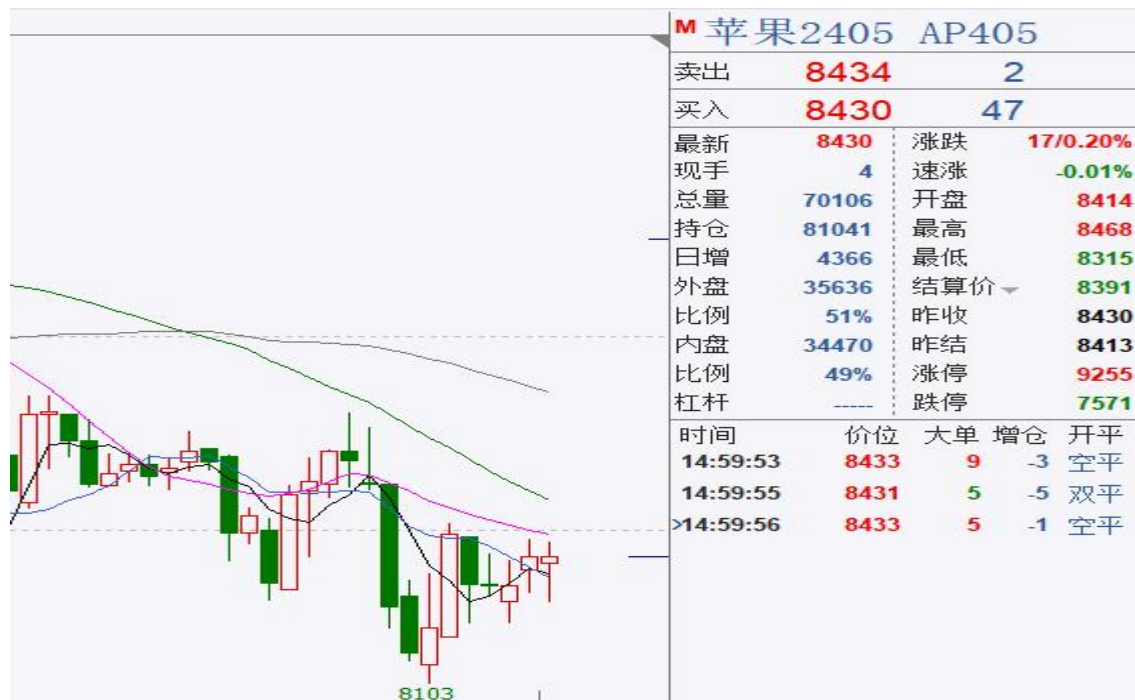 M 苹果2405 AP405
卖出 8434 2
买入 8430 47
最新 8430 涨跌 17/0.20%
现手 4 速涨 -0.01%
总量 70106 开盘 8414
持仓 81041 最高 8468
日增 4366 最低 8315
外盘 35636 结算价 8391
比例 51% 昨收 8430
内盘 34470 昨结 8413
比例 49% 涨停 9255
杠杆 ----- 跌停 7571
时间 价位 大单 增仓 开平
14:59:53 8433 9 -3 空平
14:59:55 8431 5 -5 双平
>14:59:56 8433 5 -1 空平
8103